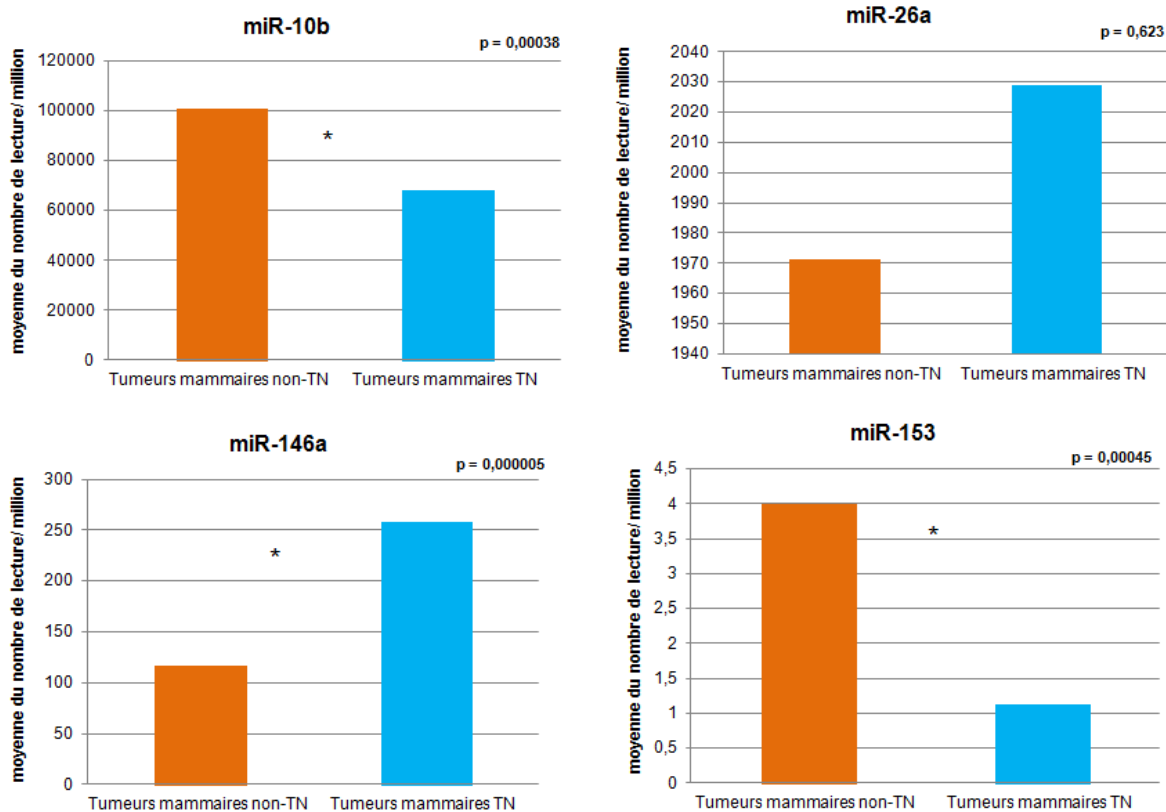 miR-10b
p = 0,00038
moyenne du nombre de lecture/ million
120000
100000
80000
60000
40000
20000
0
*
Tumeurs mammaires non-TN
Tumeurs mammaires TN
miR-26a
p = 0,623
moyenne du nombre de lecture/ million
2040
2030
2020
2010
2000
1990
1980
1970
1960
1950
1940
Tumeurs mammaires non-TN
Tumeurs mammaires TN
miR-146a
p = 0,000005
moyenne du nombre de lecture/ million
300
250
200
150
100
50
0
*
Tumeurs mammaires non-TN
Tumeurs mammaires TN
miR-153
p = 0,00045
moyenne du nombre de lecture/ million
4,5
4
3,5
3
2,5
2
1,5
1
0,5
0
*
Tumeurs mammaires non-TN
Tumeurs mammaires TN